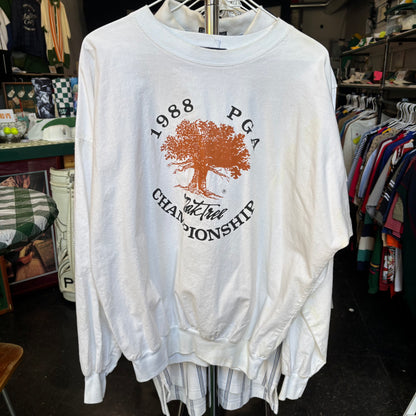 1988 PGA
Oak Tree
CHAMPIONSHIP